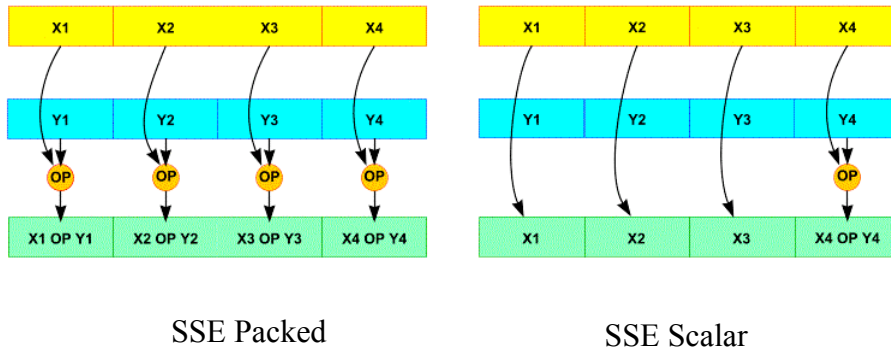 X1 X2 X3 X4
Y1 Y2 Y3 Y4
OP OP OP OP
X1 OP Y1 X2 OP Y2 X3 OP Y3 X4 OP Y4
SSE Packed
X1 X2 X3 X4
Y1 Y2 Y3 Y4
OP
X1 X2 X3 X4 OP Y4
SSE Scalar